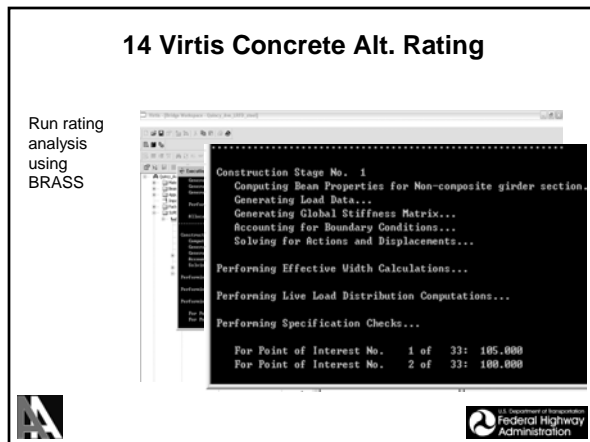 14 Virtis Concrete Alt. Rating
Run rating
analysis
using
BRASS
Construction Stage No. 1
Computing Beam Properties for Non-composite girder section.
Generating Load Data...
Generating Global Stiffness Matrix...
Accounting for Boundary Conditions...
Solving for Actions and Displacements...
Performing Effective Width Calculations...
Performing Live Load Distribution Computations...
Performing Specification Checks...
For Point of Interest No. 1 of 33: 105.000
For Point of Interest No. 2 of 33: 100.000
U.S. Department of Transportation
Federal Highway
Administration